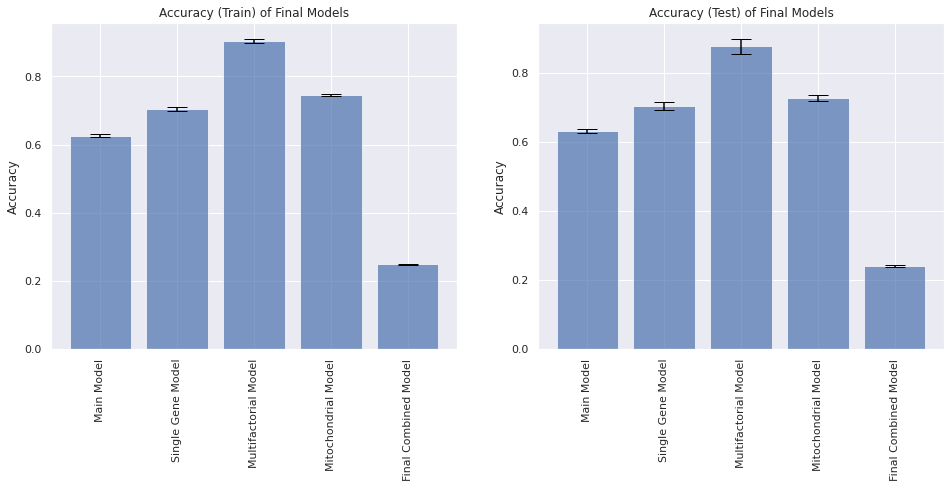 Accuracy (Train) of Final Models
Accuracy
0.8
0.6
0.4
0.2
0.0
Main Model
Single Gene Model
Multifactorial Model
Mitochondrial Model
Final Combined Model
Accuracy (Test) of Final Models
Accuracy
0.8
0.6
0.4
0.2
0.0
Main Model
Single Gene Model
Multifactorial Model
Mitochondrial Model
Final Combined Model